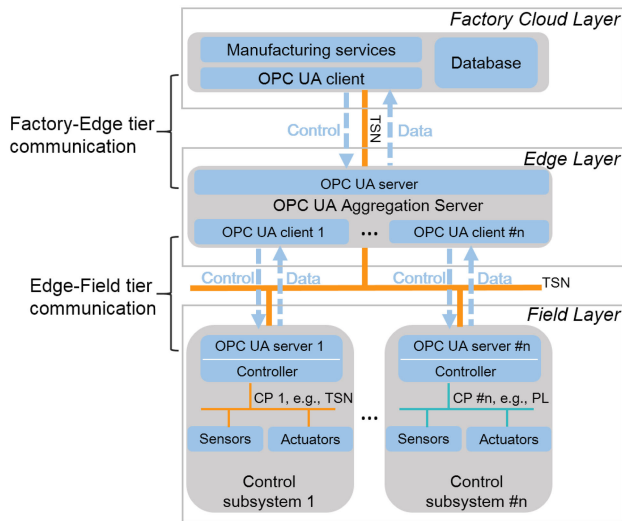 Factory Cloud Layer
Manufacturing services
OPC UA client
Database
Factory-Edge tier
communication
Control
TSN
Data
Edge Layer
OPC UA server
OPC UA Aggregation Server
OPC UA client 1
...
OPC UA client #n
Edge-Field tier
communication
Control
Data
Control
Data
TSN
Field Layer
OPC UA server 1
Controller
CP 1, e.g., TSN
Sensors
Actuators
Control
subsystem 1
...
OPC UA server #n
Controller
CP #n, e.g., PL
Sensors
Actuators
Control
subsystem #n